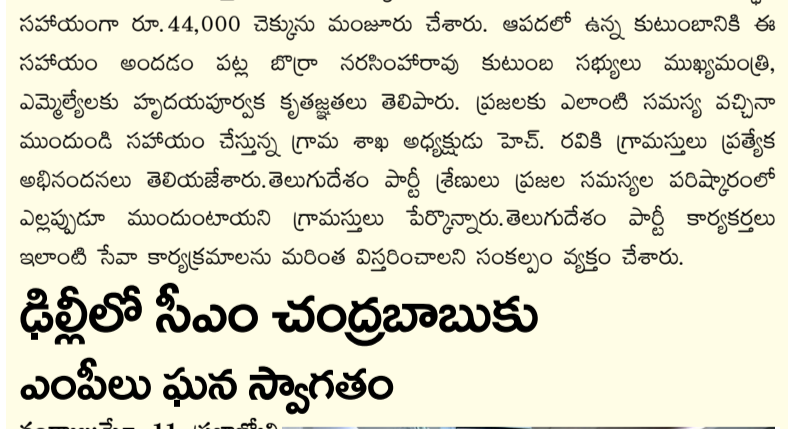 సహాయంగా రూ.44,000 చెక్కును మంజూరు చేశారు. ఆపదలో ఉన్న కుటుంబానికి ఈ
సహాయం అందడం పట్ల బొర్రా నరసింహారావు కుటుంబ సభ్యులు ముఖ్యమంత్రి,
ఎమ్మెల్యేలకు హృదయపూర్వక కృతజ్ఞతలు తెలిపారు. ప్రజలకు ఎలాంటి సమస్య వచ్చినా
ముందుండి సహాయం చేస్తున్న గ్రామ శాఖ అధ్యక్షుడు హెచ్. రవికి గ్రామస్తులు ప్రత్యేక
అభినందనలు తెలియజేశారు.తెలుగుదేశం పార్టీ శ్రేణులు ప్రజల సమస్యల పరిష్కారంలో
ఎల్లప్పుడూ ముందుంటాయని గ్రామస్తులు పేర్కొన్నారు.తెలుగుదేశం పార్టీ కార్యకర్తలు
ఇలాంటి సేవా కార్యక్రమాలను మరింత విస్తరించాలని సంకల్పం వ్యక్తం చేశారు.
ఢిల్లీలో సీఎం చంద్రబాబుకు
ఎంపీలు ఘన స్వాగతం